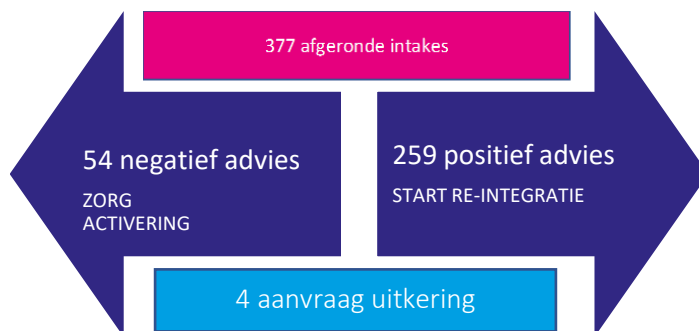 377 afgeronde intakes
54 negatief advies
ZORG
ACTIVERING
259 positief advies
START RE-INTEGRATIE
4 aanvraag uitkering